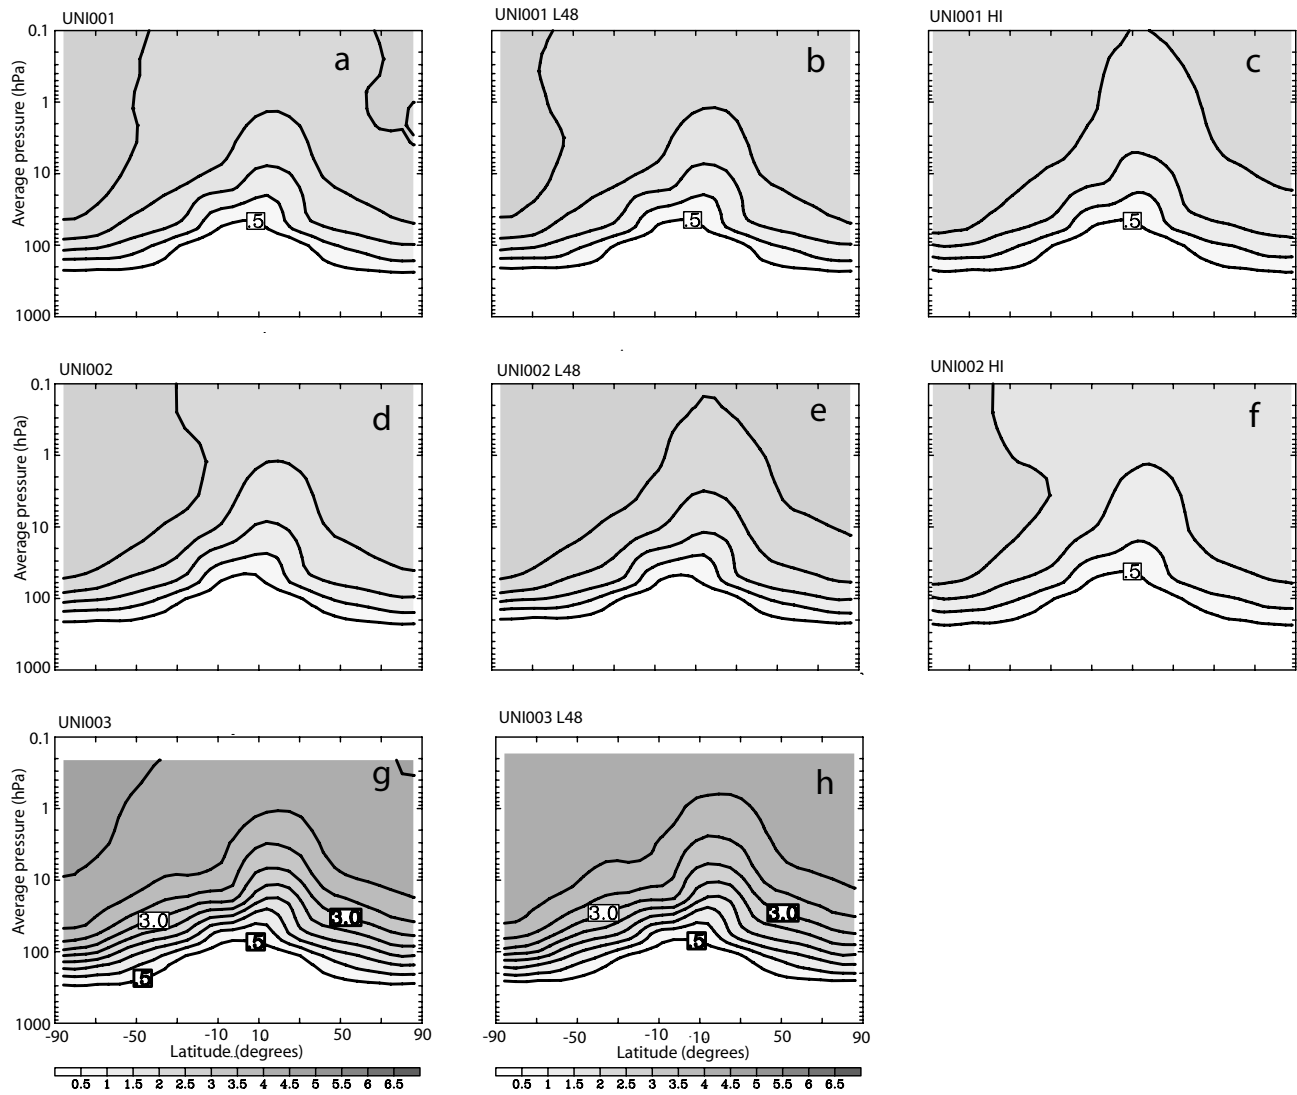 UNI001
UNI001 L48
UNI001 HI
0.1
1
10
100
1000
Average pressure (hPa)
a
b
c
.5
.5
.5
UNI002
UNI002 L48
UNI002 HI
0.1
1
10
100
1000
Average pressure (hPa)
d
e
f
.5
UNI003
UNI003 L48
0.1
1
10
100
1000
Average pressure (hPa)
g
h
3.0
3.0
3.0
3.0
.5
.5
.5
-90 -50 -10 10 50 90
-90 -50 -10 10 50 90
Latitude (degrees)
Latitude (degrees)
0.5 1 1.5 2 2.5 3 3.5 4 4.5 5 5.5 6 6.5
0.5 1 1.5 2 2.5 3 3.5 4 4.5 5 5.5 6 6.5